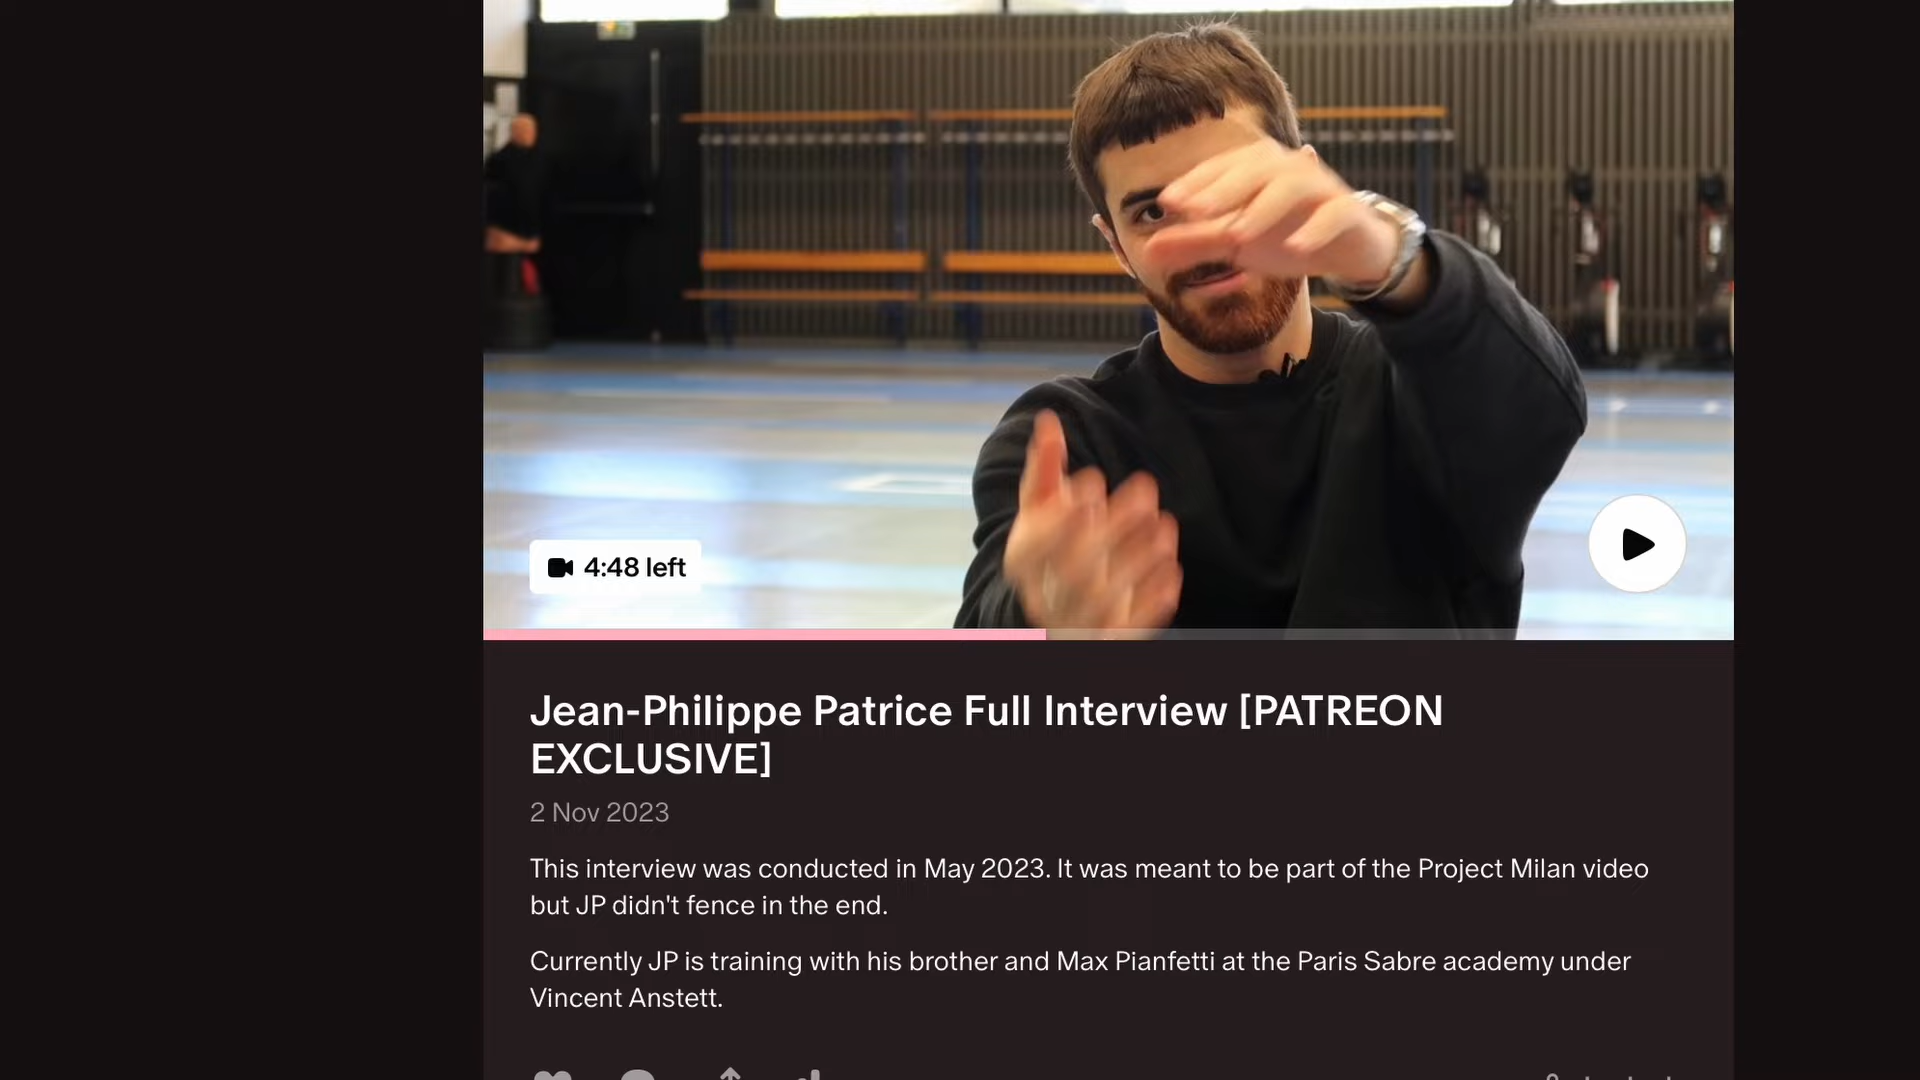 4:48 left
Jean-Philippe Patrice Full Interview [PATREON
EXCLUSIVE]
2 Nov 2023
This interview was conducted in May 2023. It was meant to be part of the Project Milan video
but JP didn't fence in the end.
Currently JP is training with his brother and Max Pianfetti at the Paris Sabre academy under
Vincent Anstett.